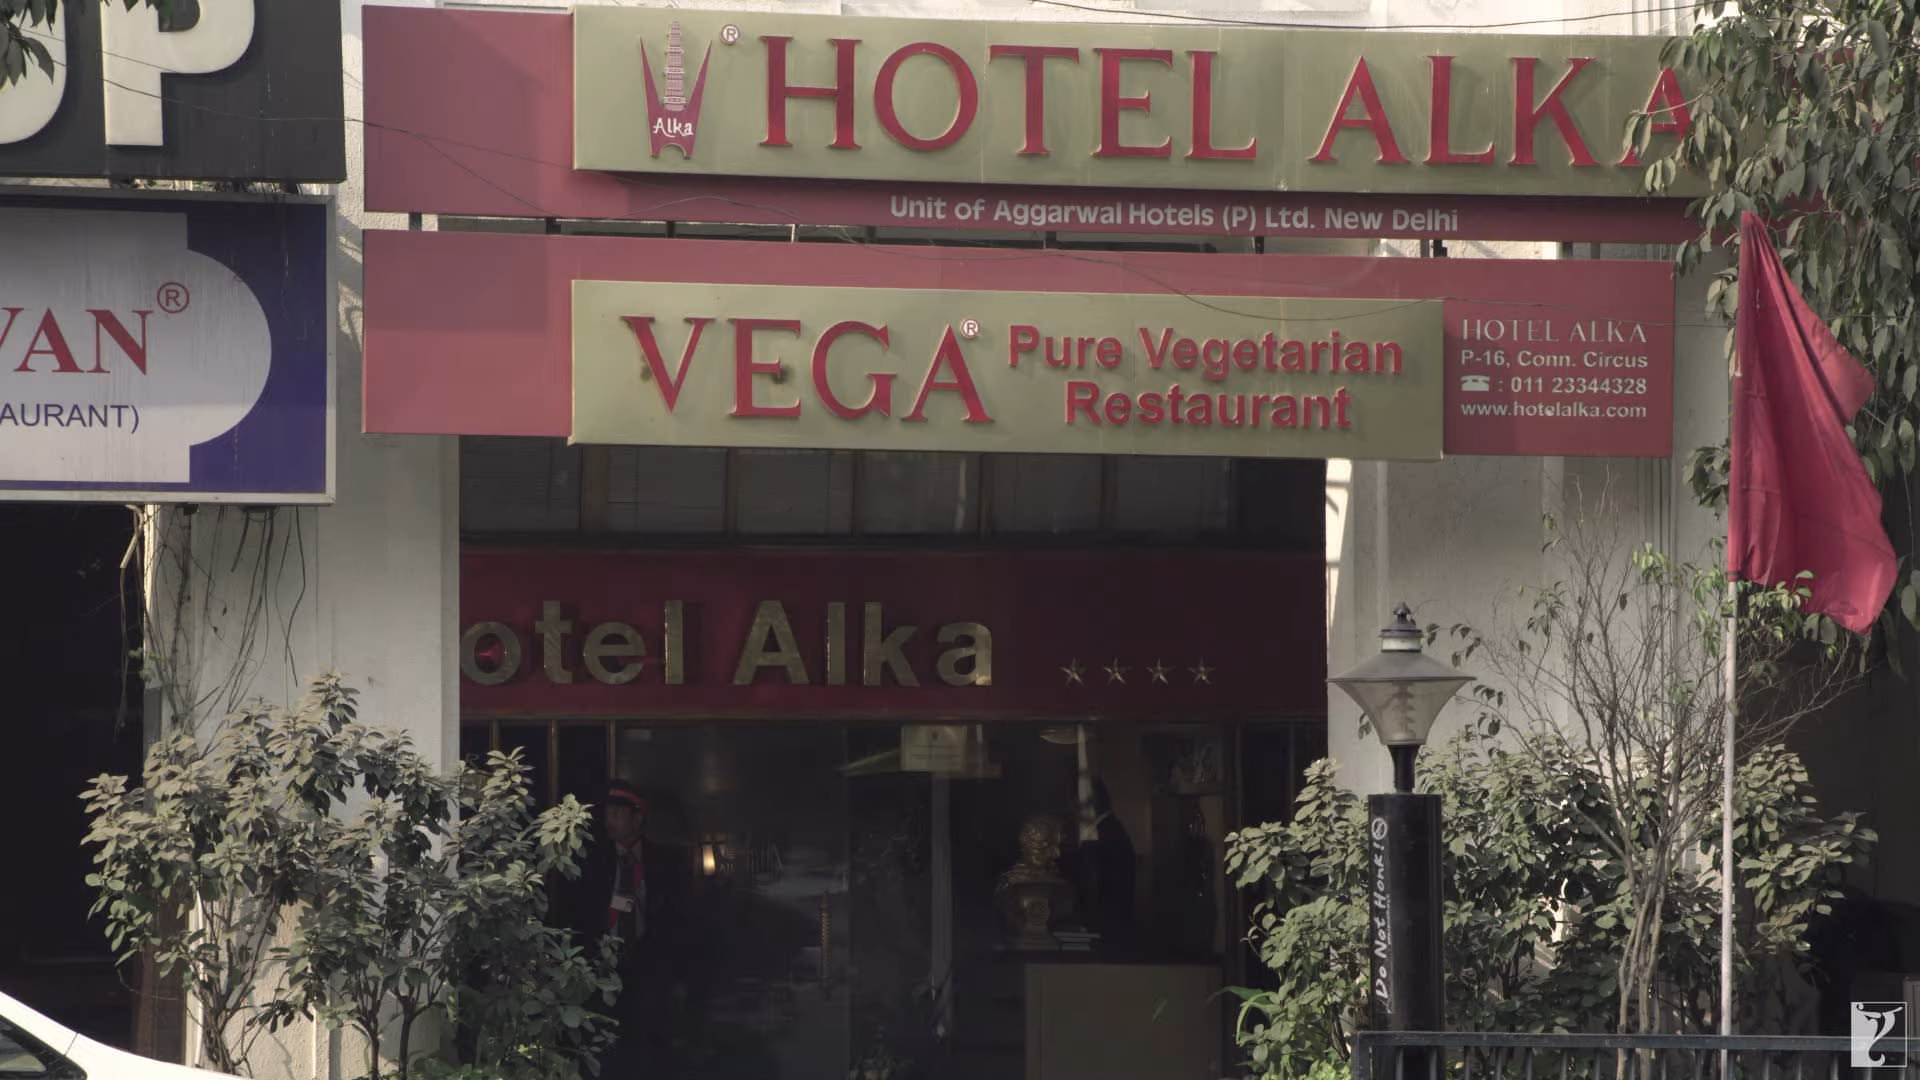 UP
VAN®
AURANT)
Alka
® HOTEL ALKA
Unit of Aggarwal Hotels (P) Ltd. New Delhi
VEGA® Pure Vegetarian
Restaurant
HOTEL ALKA
P-16, Conn. Circus
☎ : 011 23344328
www.hotelalka.com
otel Alka
Do Not Honk!